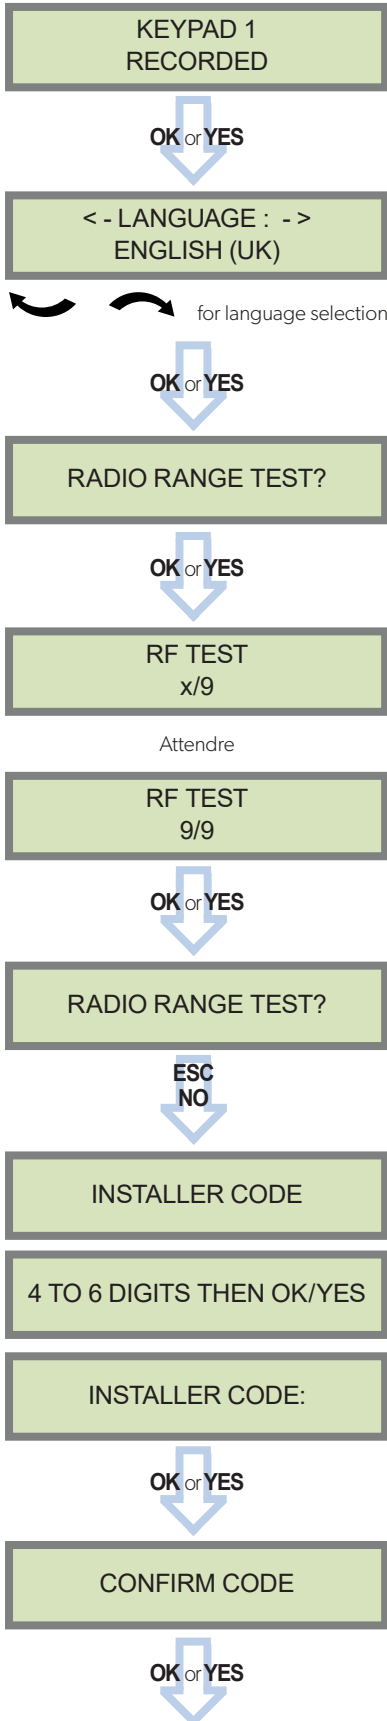 KEYPAD 1
RECORDED
OK or YES
< - LANGUAGE : - >
ENGLISH (UK)
for language selection
OK or YES
RADIO RANGE TEST?
OK or YES
RF TEST
x/9
Attendre
RF TEST
9/9
OK or YES
RADIO RANGE TEST?
ESC
NO
INSTALLER CODE
4 TO 6 DIGITS THEN OK/YES
INSTALLER CODE:
OK or YES
CONFIRM CODE
OK or YES